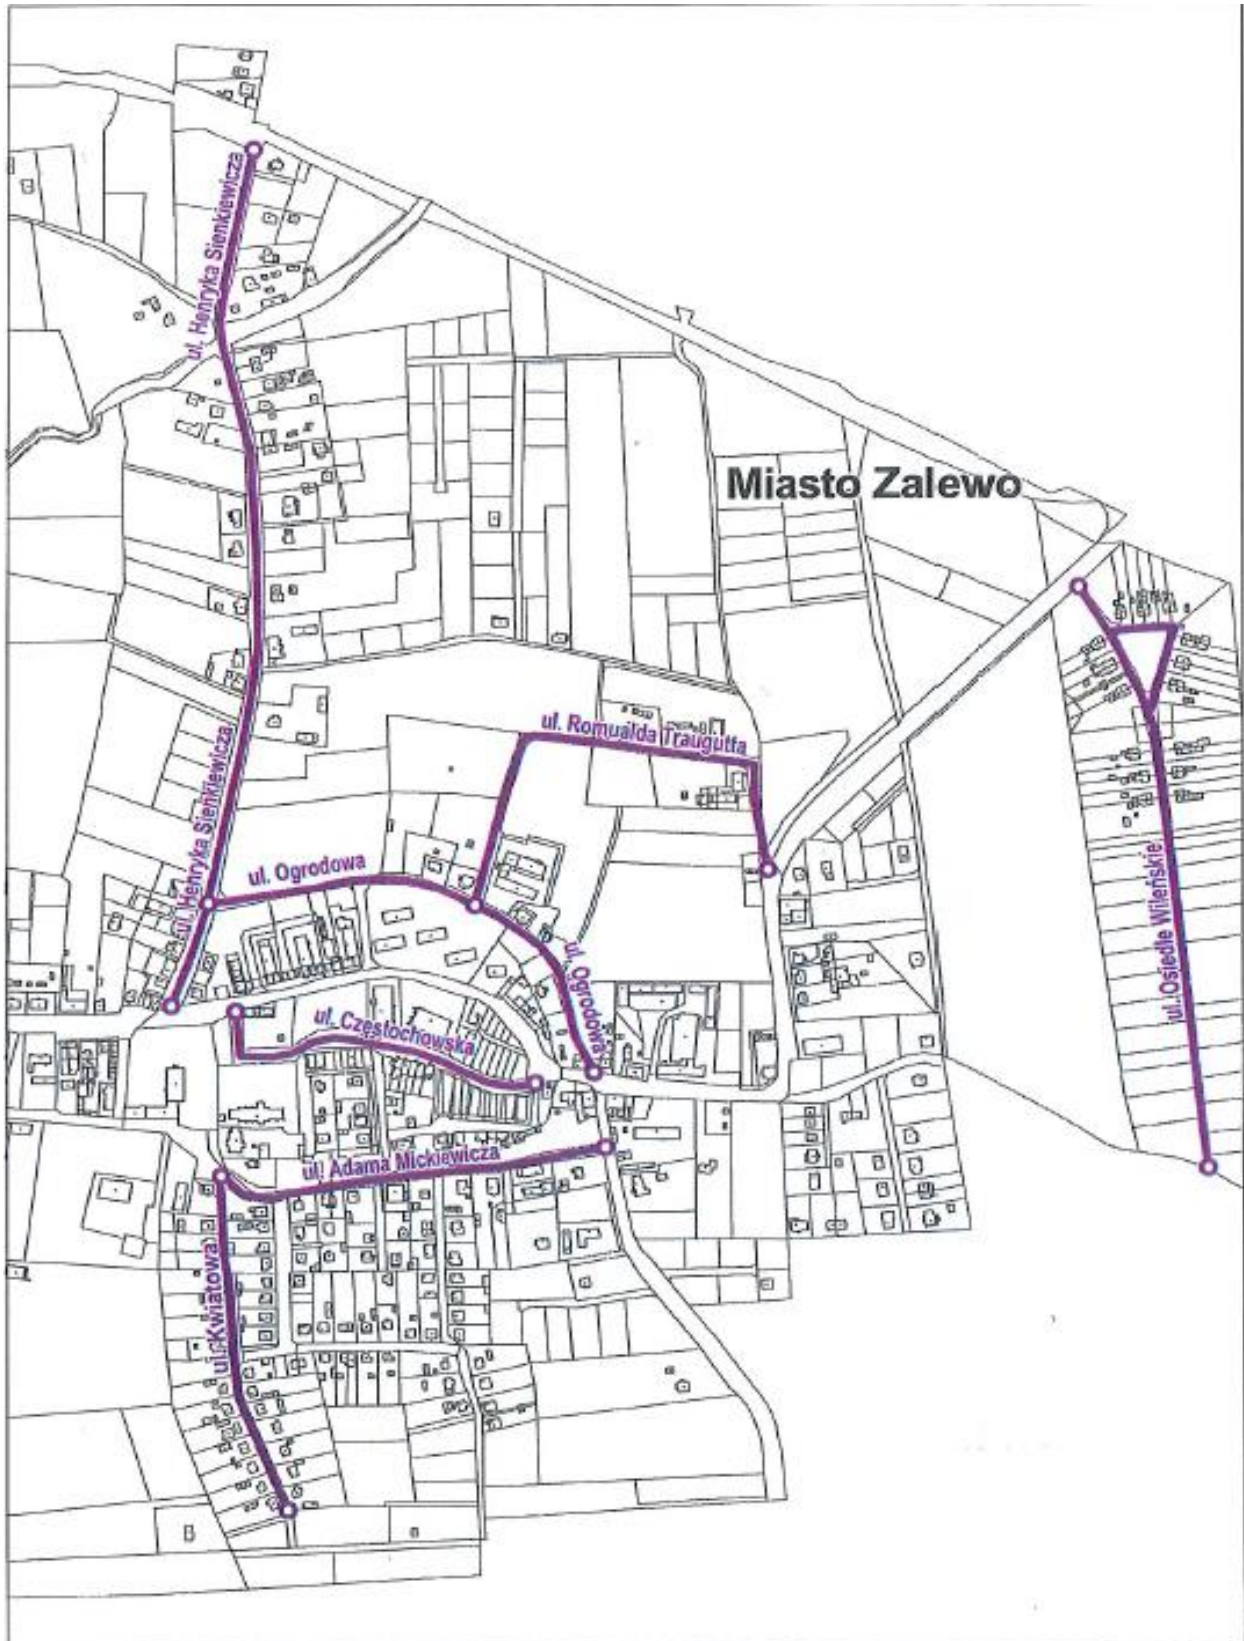 ul. Henryka Sienkiewicza
Miasto Zalewo
ul. Romualda Traugutta
ul. Henryka Sienkiewicza
ul. Ogrodowa
ul. Ogrodowa
ul. Osiedle Wileńskie
ul. Częstochowska
ul. Adama Mickiewicza
ul. Kwiatowa